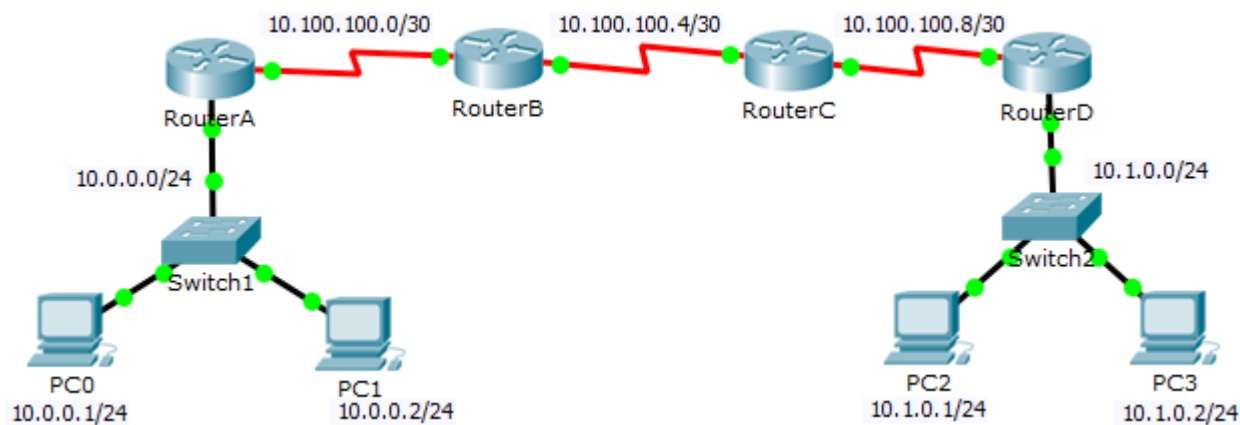 10.100.100.0/30
10.100.100.4/30
10.100.100.8/30
RouterA
RouterB
RouterC
RouterD
10.0.0.0/24
10.1.0.0/24
Switch1
Switch2
PC0
10.0.0.1/24
PC1
10.0.0.2/24
PC2
10.1.0.1/24
PC3
10.1.0.2/24